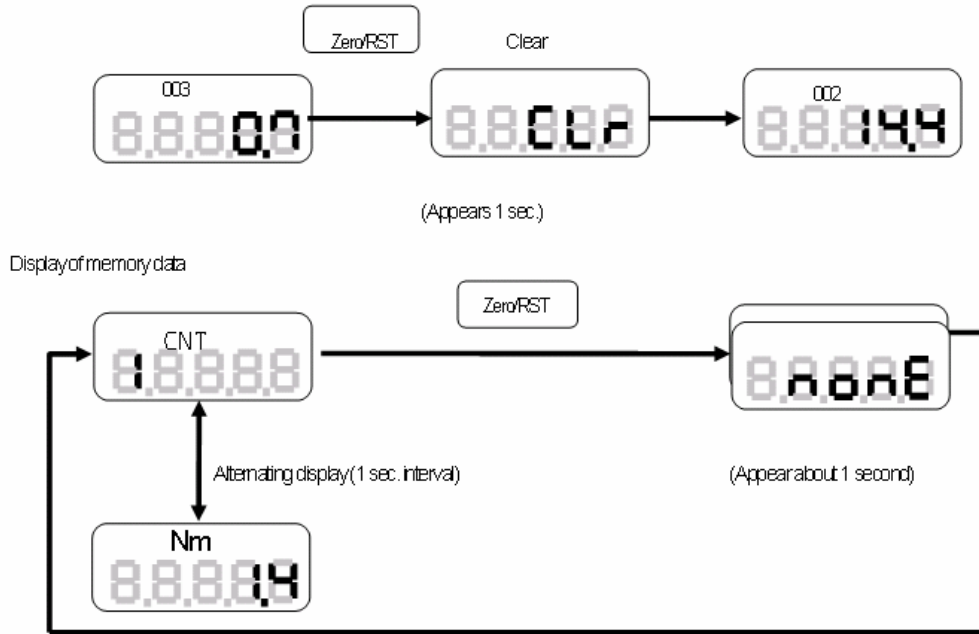 Zero/RST
Clear
003
0.7
CLr
002
14.4
(Appears 1 sec.)
Display of memory data
Zero/RST
CNT
1
nonE
Alternating display (1 sec. interval)
(Appear about 1 second)
Nm
1.4